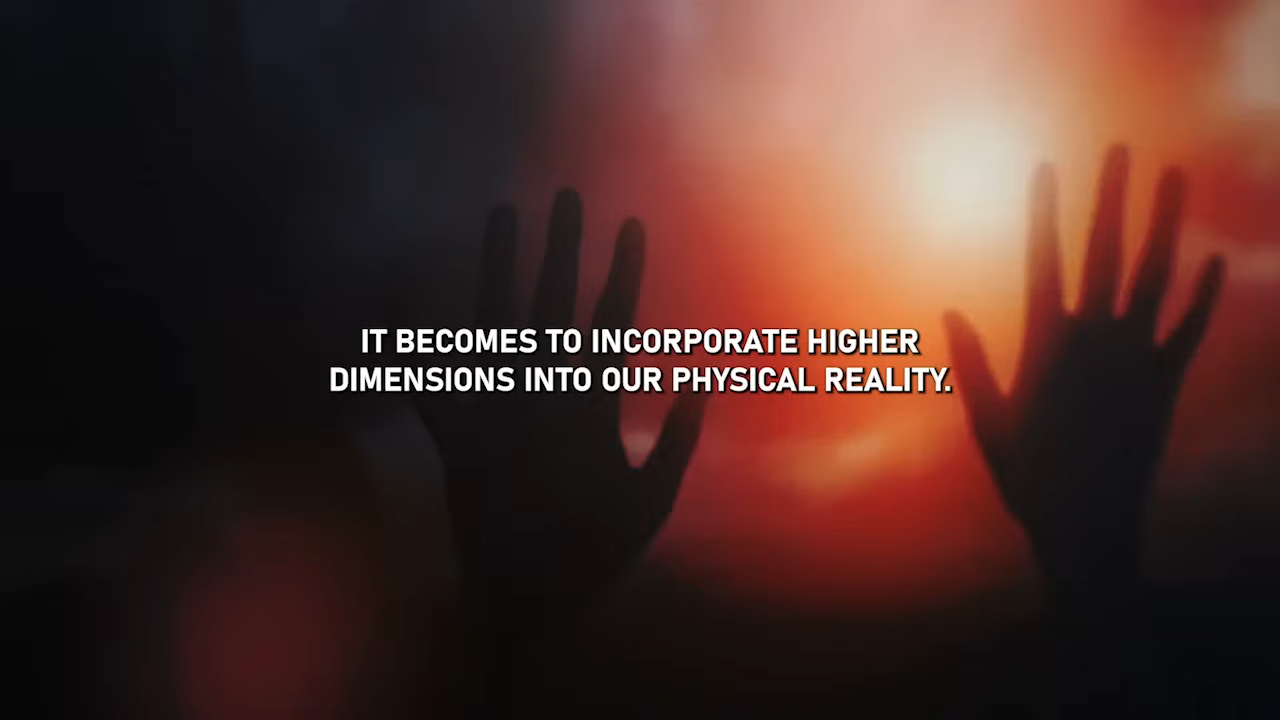 IT BECOMES TO INCORPORATE HIGHER
DIMENSIONS INTO OUR PHYSICAL REALITY.